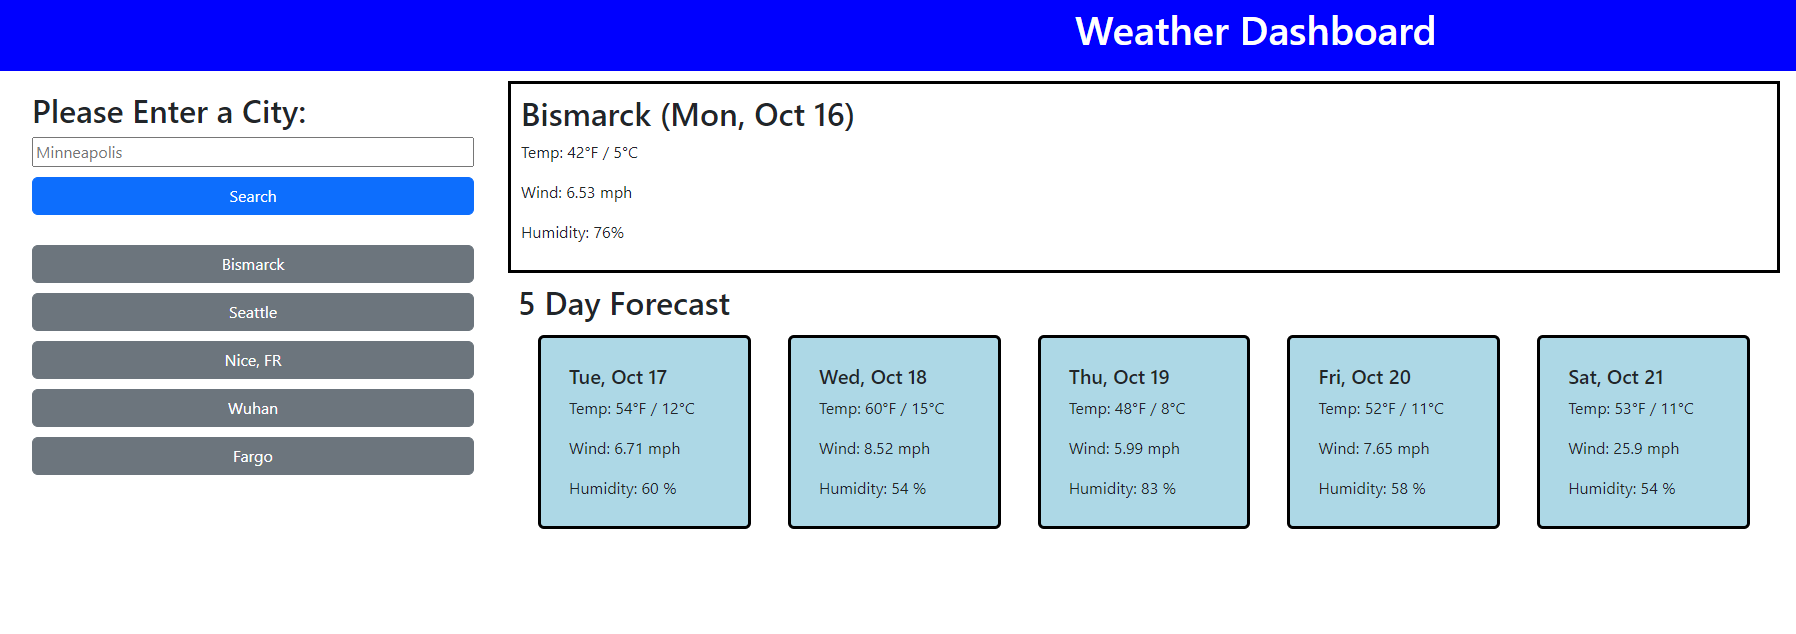 Weather Dashboard
Please Enter a City:
Minneapolis
Search
Bismarck
Seattle
Nice, FR
Wuhan
Fargo
Bismarck (Mon, Oct 16)
Temp: 42°F / 5°C
Wind: 6.53 mph
Humidity: 76%
5 Day Forecast
Tue, Oct 17
Temp: 54°F / 12°C
Wind: 6.71 mph
Humidity: 60 %
Wed, Oct 18
Temp: 60°F / 15°C
Wind: 8.52 mph
Humidity: 54 %
Thu, Oct 19
Temp: 48°F / 8°C
Wind: 5.99 mph
Humidity: 83 %
Fri, Oct 20
Temp: 52°F / 11°C
Wind: 7.65 mph
Humidity: 58 %
Sat, Oct 21
Temp: 53°F / 11°C
Wind: 25.9 mph
Humidity: 54 %